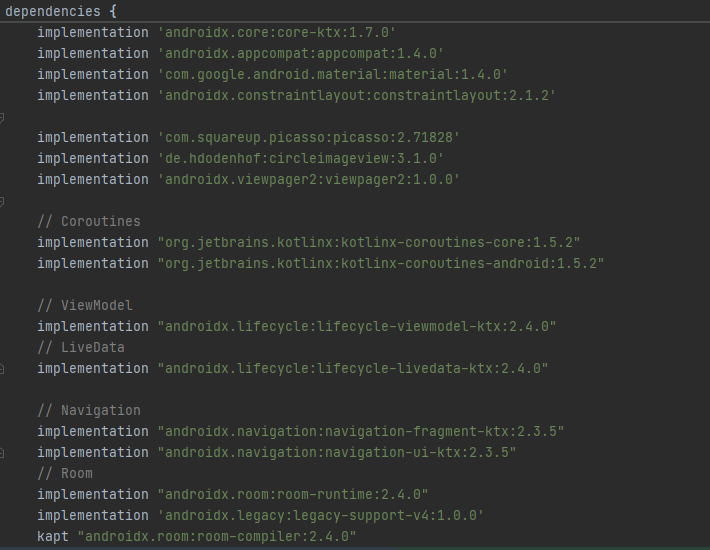 dependencies {
implementation 'androidx.core:core-ktx:1.7.0'
implementation 'androidx.appcompat:appcompat:1.4.0'
implementation 'com.google.android.material:material:1.4.0'
implementation 'androidx.constraintlayout:constraintlayout:2.1.2'
implementation 'com.squareup.picasso:picasso:2.71828'
implementation 'de.hdodenhof:circleimageview:3.1.0'
implementation 'androidx.viewpager2:viewpager2:1.0.0'
// Coroutines
implementation "org.jetbrains.kotlinx:kotlinx-coroutines-core:1.5.2"
implementation "org.jetbrains.kotlinx:kotlinx-coroutines-android:1.5.2"
// ViewModel
implementation "androidx.lifecycle:lifecycle-viewmodel-ktx:2.4.0"
// LiveData
implementation "androidx.lifecycle:lifecycle-livedata-ktx:2.4.0"
// Navigation
implementation "androidx.navigation:navigation-fragment-ktx:2.3.5"
implementation "androidx.navigation:navigation-ui-ktx:2.3.5"
// Room
implementation "androidx.room:room-runtime:2.4.0"
implementation 'androidx.legacy:legacy-support-v4:1.0.0'
kapt "androidx.room:room-compiler:2.4.0"